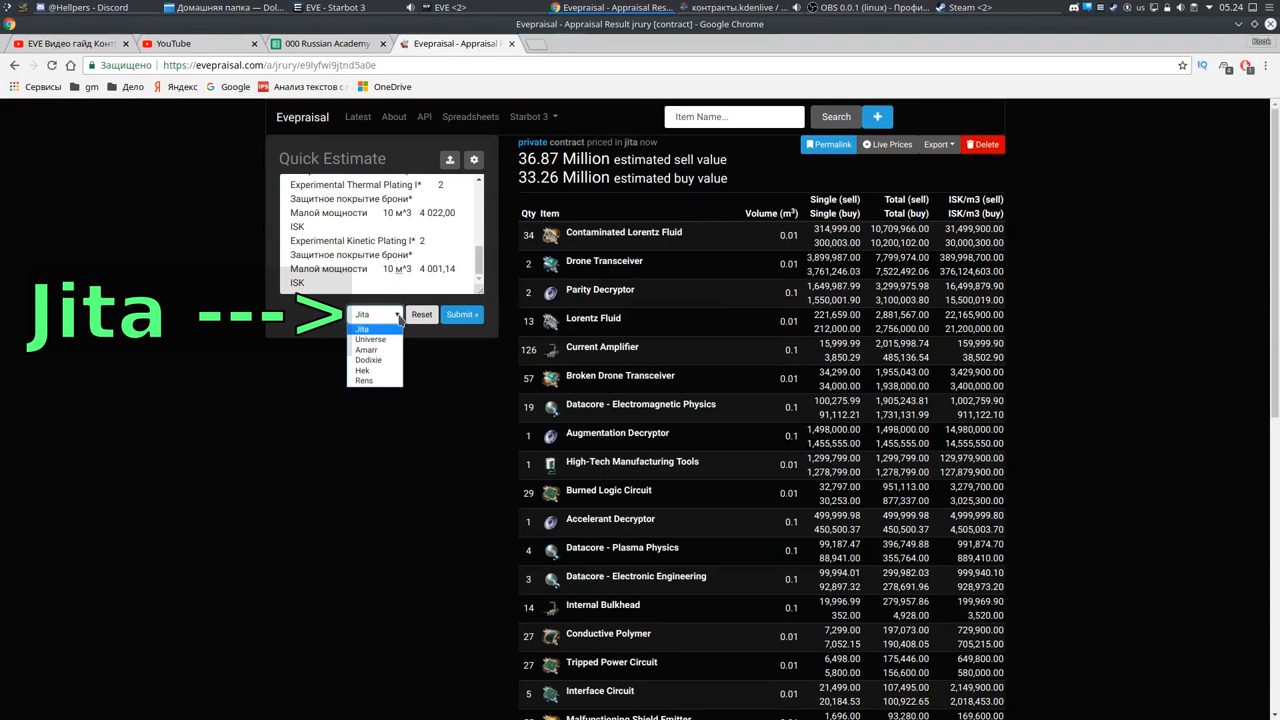 @Hellpers - Discord
Домашняя папка — Dol...
EVE - Starbot 3
EVE <2>
Evepraisal - Appraisal Res...
контракты.kdenlive / ...
OBS 0.0.1 (linux) - Профи...
Steam <2>
us
05.24
Evepraisal - Appraisal Result jrury [contract] - Google Chrome
EVE Видео гайд Конт
YouTube
000 Russian Academy
Evepraisal - Appraisal
Kook
Защищено
https://evepraisal.com/a/jrury/e9lyfwi9jtnd5a0e
Сервисы
gm
Дело
Яндекс
Google
Анализ текстов с г
OneDrive
Evepraisal
Latest
About
API
Spreadsheets
Starbot 3
Item Name...
Search
Quick Estimate
Experimental Thermal Plating I* 2
Защитное покрытие брони*
Малой мощности 10 м^3 4 022,00
ISK
Experimental Kinetic Plating I* 2
Защитное покрытие брони*
Малой мощности 10 м^3 4 001,14
ISK
Jita --->
Jita
Reset
Submit »
Jita
Universe
Amarr
Dodixie
Hek
Rens
private contract priced in jita now
Permalink
Live Prices
Export
Delete
36.87 Million estimated sell value
33.26 Million estimated buy value
Single (sell) Total (sell) ISK/m3 (sell)
Qty Item Volume (m3) Single (buy) Total (buy) ISK/m3 (buy)
34 Contaminated Lorentz Fluid 0.01 314,999.00 10,709,966.00 31,499,900.00
300,003.00 10,200,102.00 30,000,300.00
2 Drone Transceiver 0.01 3,899,987.00 7,799,974.00 389,998,700.00
3,761,246.03 7,522,492.06 376,124,603.00
2 Parity Decryptor 0.1 1,649,987.99 3,299,975.98 16,499,879.90
1,550,001.90 3,100,003.80 15,500,019.00
13 Lorentz Fluid 0.01 221,659.00 2,881,567.00 22,165,900.00
212,000.00 2,756,000.00 21,200,000.00
126 Current Amplifier 0.1 15,999.99 2,015,998.74 159,999.90
3,850.29 485,136.54 38,502.90
57 Broken Drone Transceiver 0.01 34,299.00 1,955,043.00 3,429,900.00
34,000.00 1,938,000.00 3,400,000.00
19 Datacore - Electromagnetic Physics 0.1 100,275.99 1,905,243.81 1,002,759.90
91,112.21 1,731,131.99 911,122.10
1 Augmentation Decryptor 0.1 1,498,000.00 1,498,000.00 14,980,000.00
1,455,555.00 1,455,555.00 14,555,550.00
1 High-Tech Manufacturing Tools 0.01 1,299,799.00 1,299,799.00 129,979,900.00
1,278,799.00 1,278,799.00 127,879,900.00
29 Burned Logic Circuit 0.01 32,797.00 951,113.00 3,279,700.00
30,253.00 877,337.00 3,025,300.00
1 Accelerant Decryptor 0.1 499,999.98 499,999.98 4,999,999.80
450,500.37 450,500.37 4,505,003.70
4 Datacore - Plasma Physics 0.1 99,187.47 396,749.88 991,874.70
88,941.00 355,764.00 889,410.00
3 Datacore - Electronic Engineering 0.1 99,994.01 299,982.03 999,940.10
92,897.32 278,691.96 928,973.20
14 Internal Bulkhead 0.1 19,996.99 279,957.86 199,969.90
352.00 4,928.00 3,520.00
27 Conductive Polymer 0.01 7,299.00 197,073.00 729,900.00
7,052.15 190,408.05 705,215.00
27 Tripped Power Circuit 0.01 6,498.00 175,446.00 649,800.00
5,800.00 156,600.00 580,000.00
5 Interface Circuit 0.01 21,499.00 107,495.00 2,149,900.00
20,184.53 100,922.65 2,018,453.00
Malfunctioning Shield Emitter 1,696.00 93,280.00 169,600.00